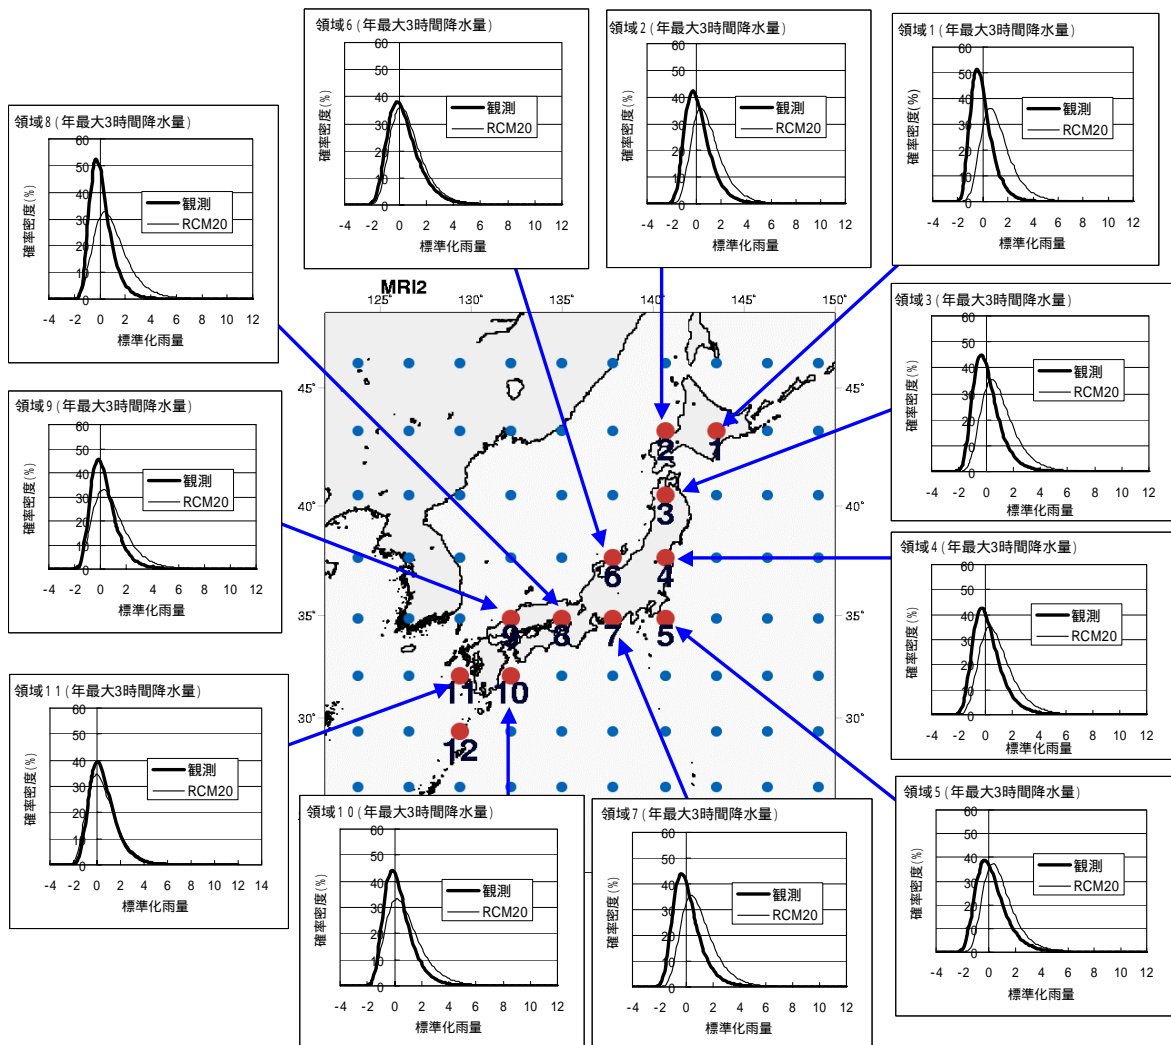 領域6(年最大3時間降水量)
60
50
40
30
20
10
0
確率密度(%)
観測
RCM20
-4 -2 0 2 4 6 8 10 12
標準化雨量
領域2(年最大3時間降水量)
60
50
40
30
20
10
0
確率密度(%)
観測
RCM20
-4 -2 0 2 4 6 8 10 12
標準化雨量
領域1(年最大3時間降水量)
60
50
40
30
20
10
0
確率密度(%)
観測
RCM20
-4 -2 0 2 4 6 8 10 12
標準化雨量
領域8(年最大3時間降水量)
60
50
40
30
20
10
0
確率密度(%)
観測
RCM20
-4 -2 0 2 4 6 8 10 12
標準化雨量
MRI2
125° 130° 135° 140° 145° 150°
45°
40°
35°
30°
45°
40°
35°
30°
2 1
3
6 4
9 8 7 5
11 10
12
領域3(年最大3時間降水量)
60
50
40
30
20
10
0
確率密度(%)
観測
RCM20
-4 -2 0 2 4 6 8 10 12
標準化雨量
領域9(年最大3時間降水量)
60
50
40
30
20
10
0
確率密度(%)
観測
RCM20
-4 -2 0 2 4 6 8 10 12
標準化雨量
領域4(年最大3時間降水量)
60
50
40
30
20
10
0
確率密度(%)
観測
RCM20
-4 -2 0 2 4 6 8 10 12
標準化雨量
領域11(年最大3時間降水量)
60
50
40
30
20
10
0
確率密度(%)
観測
RCM20
-4 -2 0 2 4 6 8 10 12 14
標準化雨量
領域10(年最大3時間降水量)
60
50
40
30
20
10
0
確率密度(%)
観測
RCM20
-4 -2 0 2 4 6 8 10 12
標準化雨量
領域7(年最大3時間降水量)
60
50
40
30
20
10
0
確率密度(%)
観測
RCM20
-4 -2 0 2 4 6 8 10 12
標準化雨量
領域5(年最大3時間降水量)
60
50
40
30
20
10
0
確率密度(%)
観測
RCM20
-4 -2 0 2 4 6 8 10 12
標準化雨量